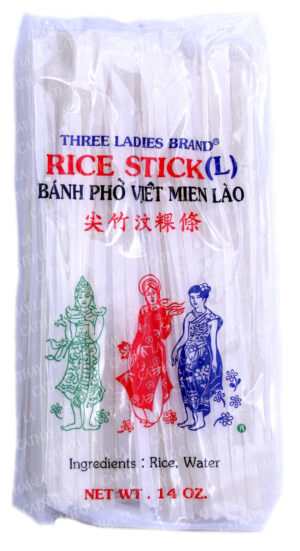 THREE LADIES BRAND®
RICE STICK(L)
BÁNH PHỞ VIỆT MIEN LÀO
尖竹汶粿條
®
Ingredients : Rice, Water
NET WT. 14 OZ.